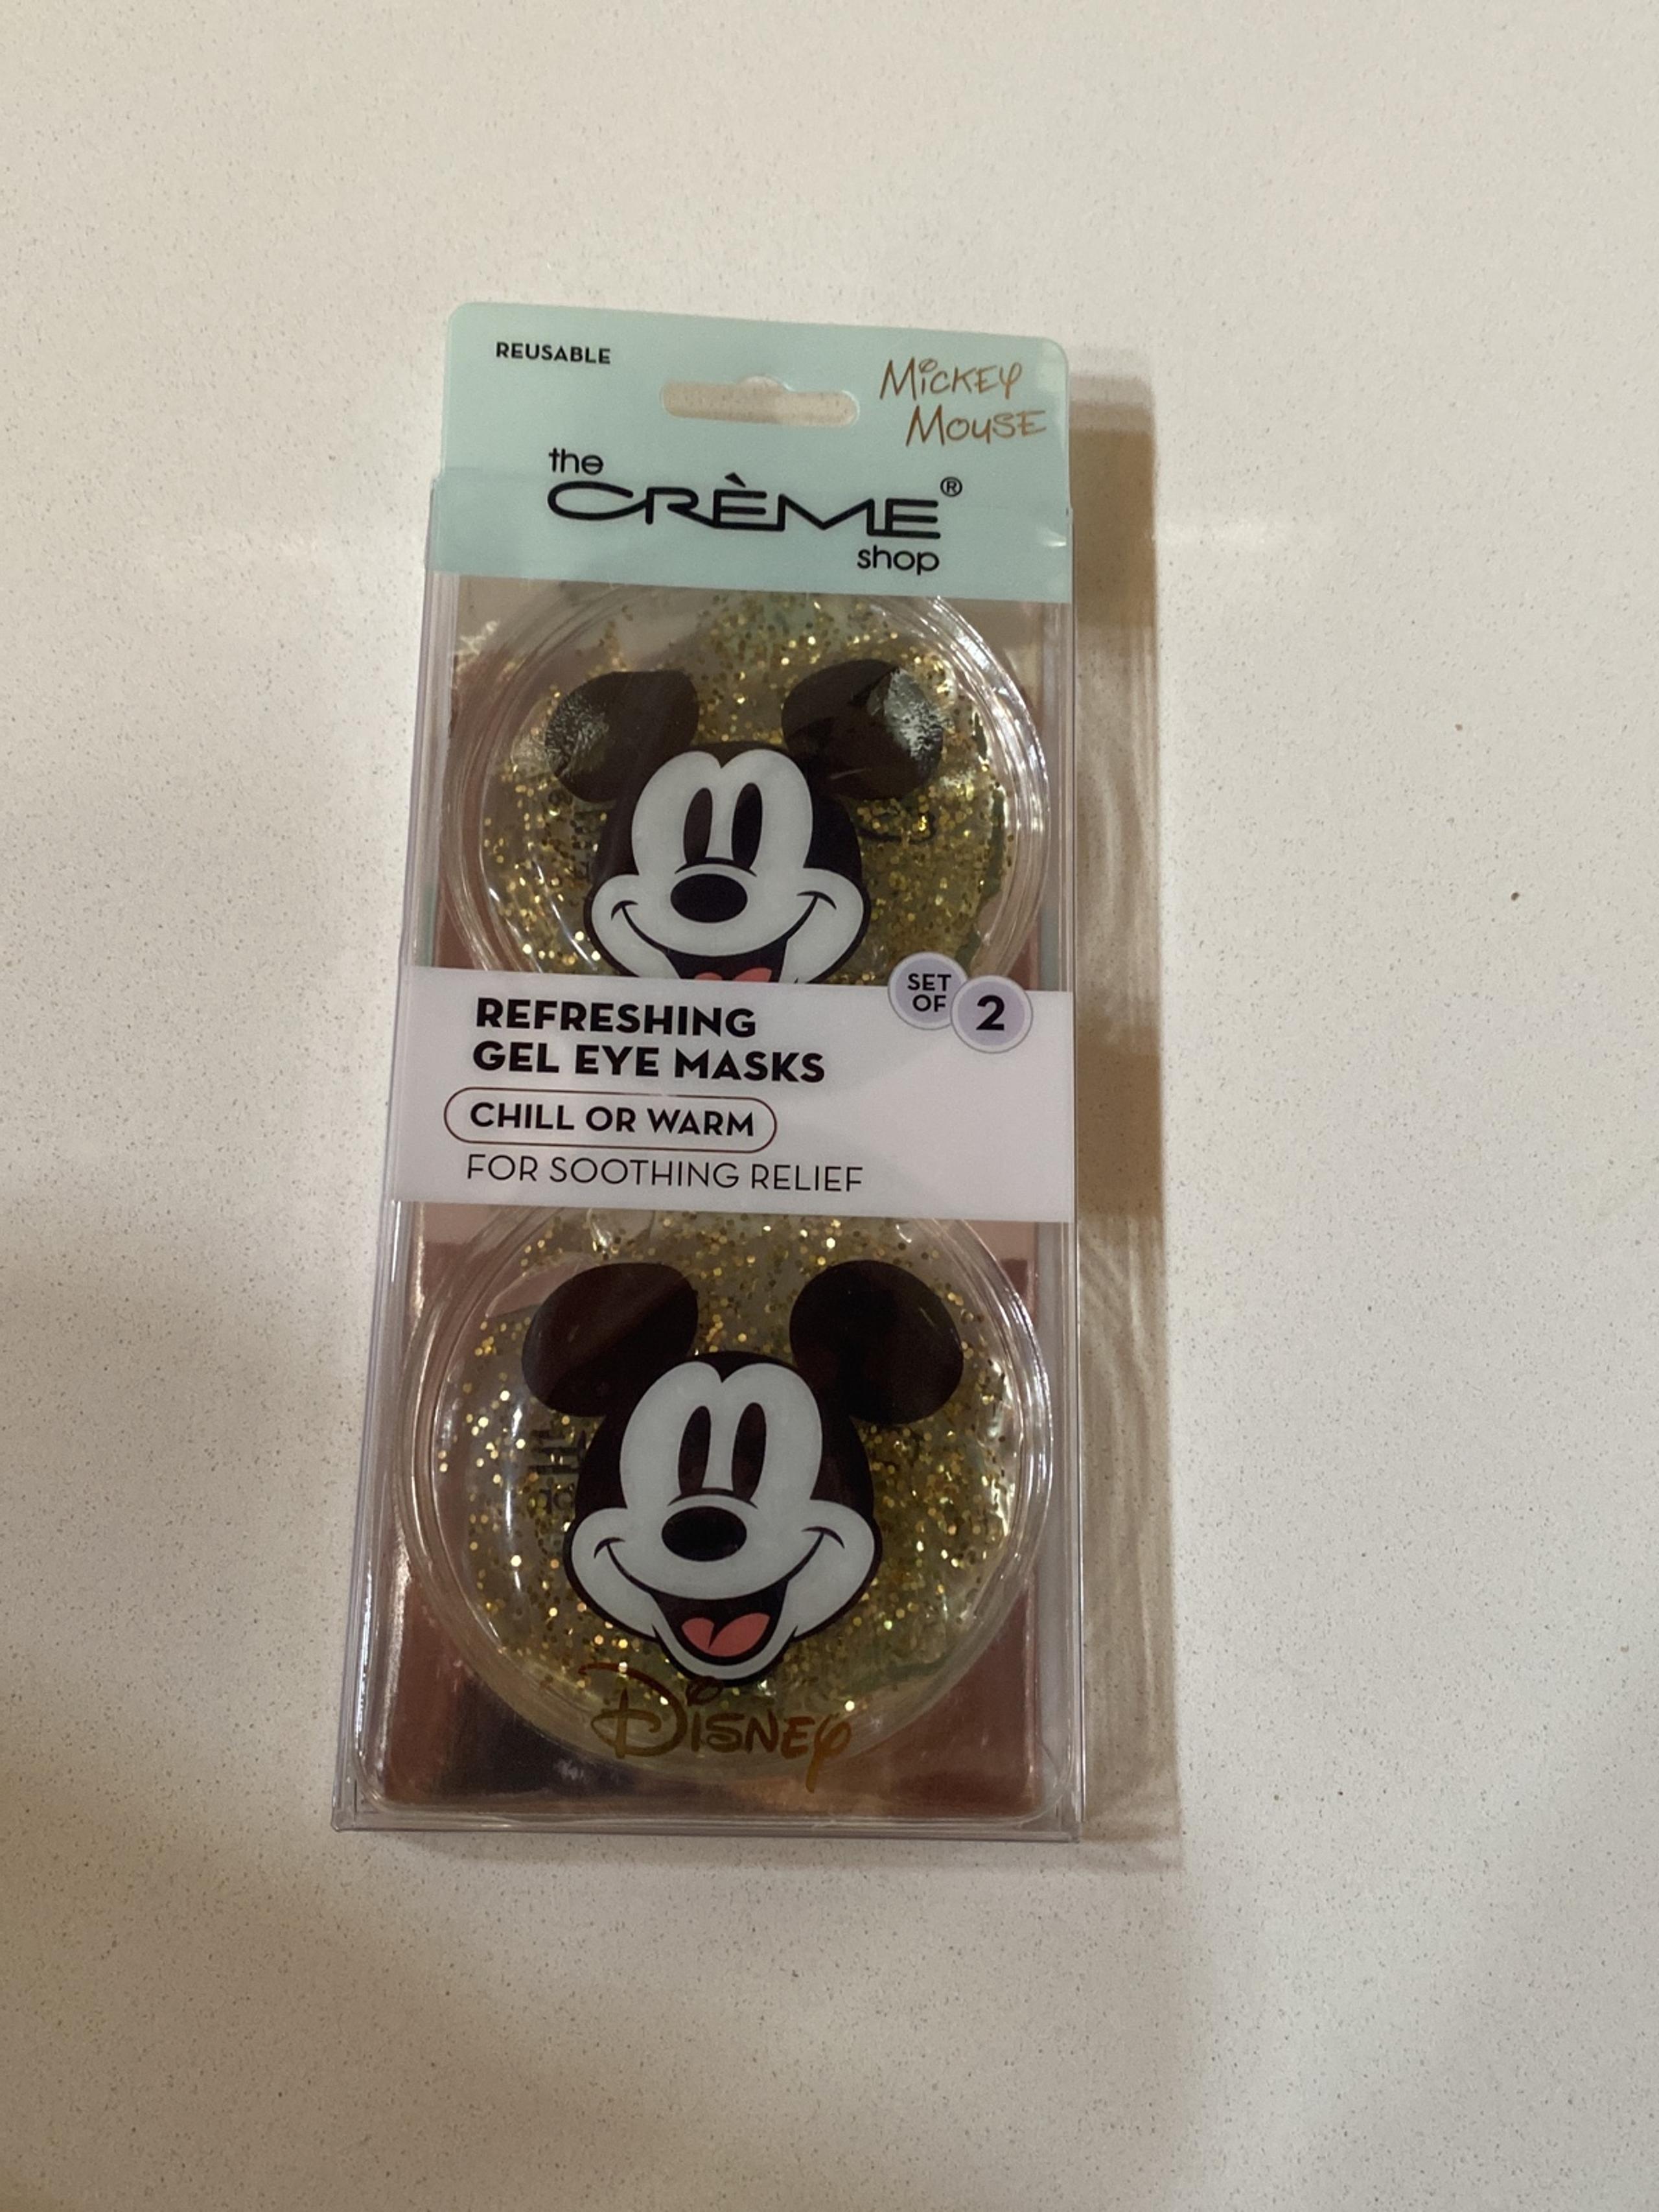 REUSABLE
Mickey
Mouse
the
CRÈME®
shop
SET
OF
2
REFRESHING
GEL EYE MASKS
CHILL OR WARM
FOR SOOTHING RELIEF
Disney